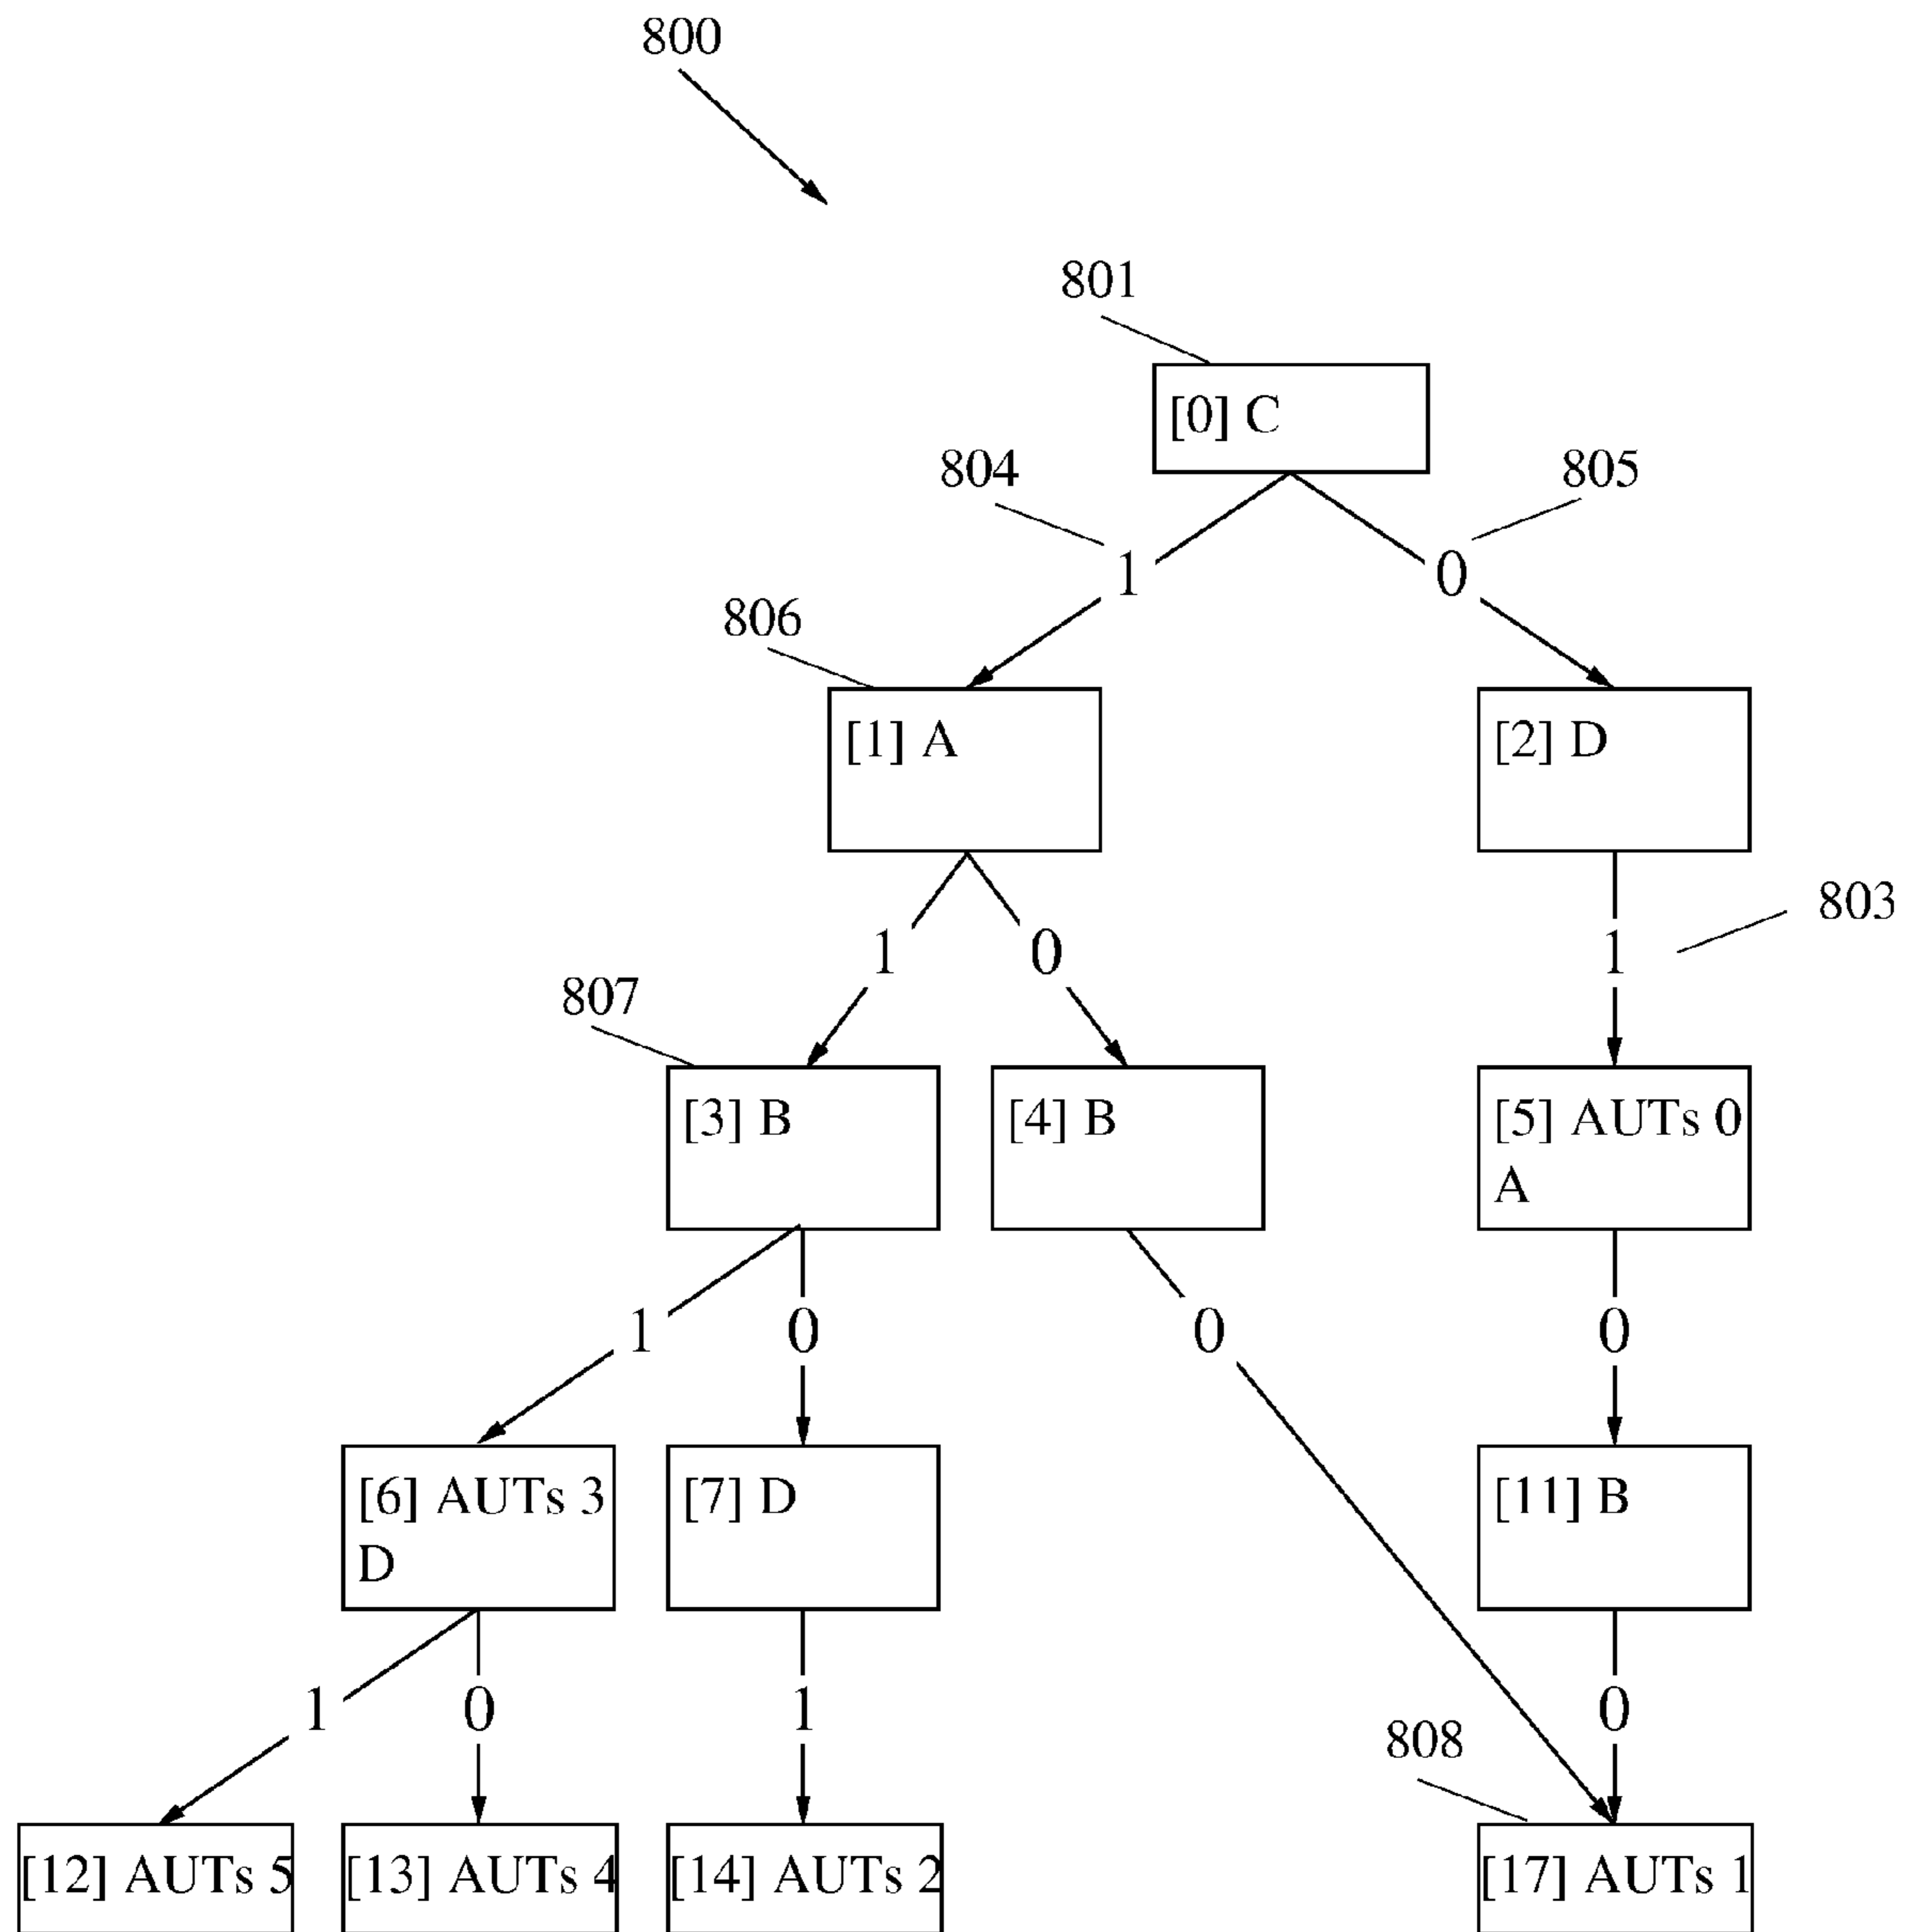 800
801
[0] C
804
805
1
0
806
[1] A
[2] D
803
1
0
1
807
[3] B
[4] B
[5] AUTs 0
A
1
0
0
0
[6] AUTs 3
D
[7] D
[11] B
1
0
1
0
808
[12] AUTs 5
[13] AUTs 4
[14] AUTs 2
[17] AUTs 1